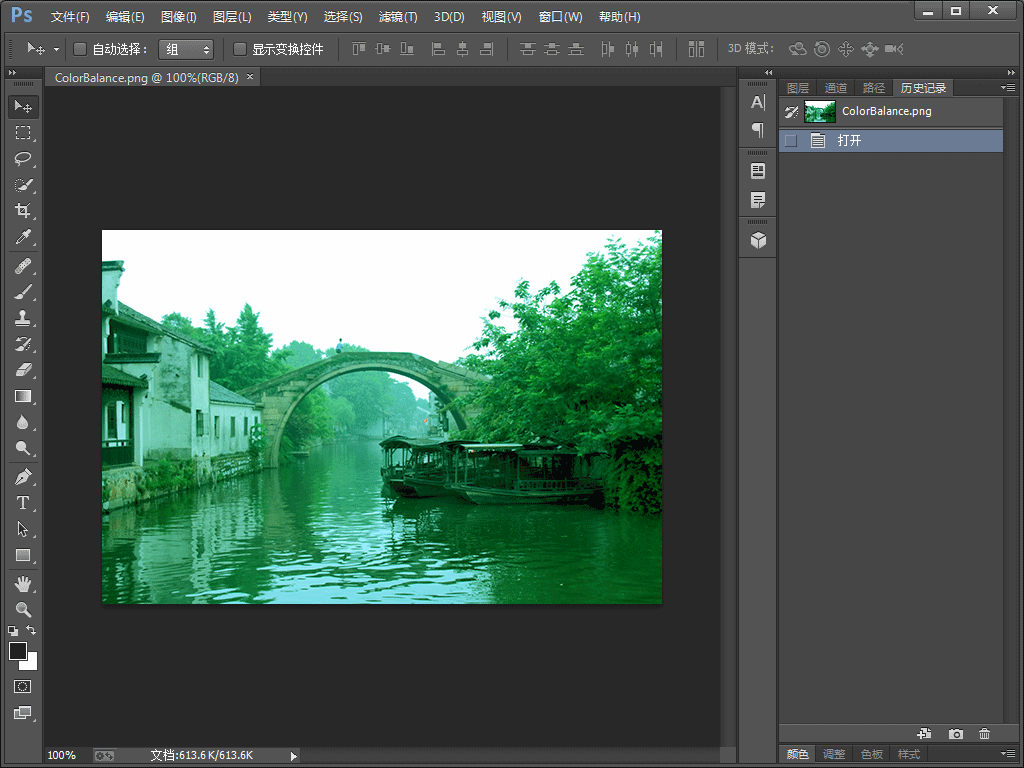 Ps 文件(F) 编辑(E) 图像(I) 图层(L) 类型(Y) 选择(S) 滤镜(T) 3D(D) 视图(V) 窗口(W) 帮助(H)
自动选择： 组 显示变换控件 3D 模式：
ColorBalance.png @ 100%(RGB/8) ×
图层 通道 路径 历史记录
ColorBalance.png
打开
100% 文档:613.6K/613.6K
颜色 调整 色板 样式